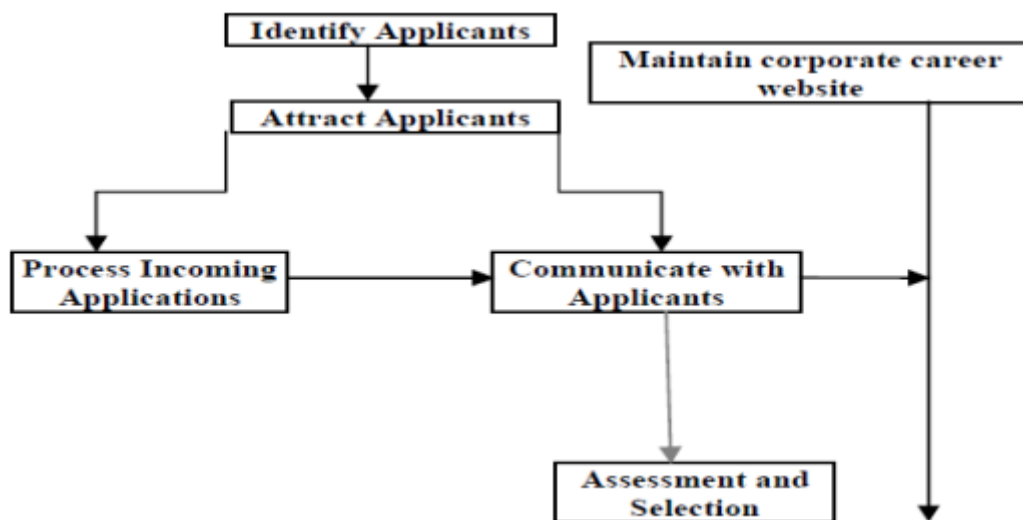 Identify Applicants
Maintain corporate career
website
Attract Applicants
Process Incoming
Applications
Communicate with
Applicants
Assessment and
Selection